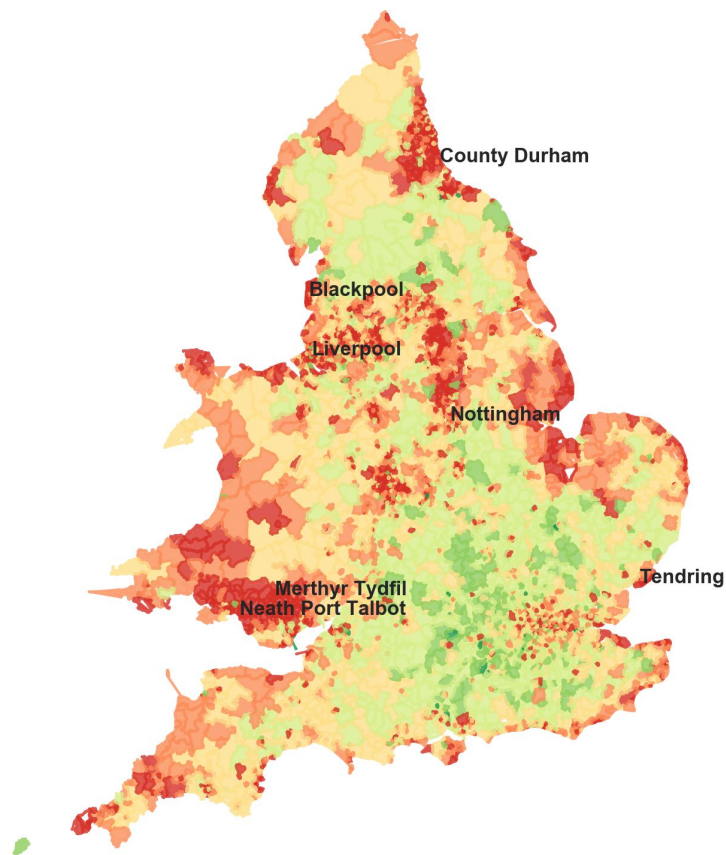 County Durham
Blackpool
Liverpool
Nottingham
Tendring
Merthyr Tydfil
Neath Port Talbot